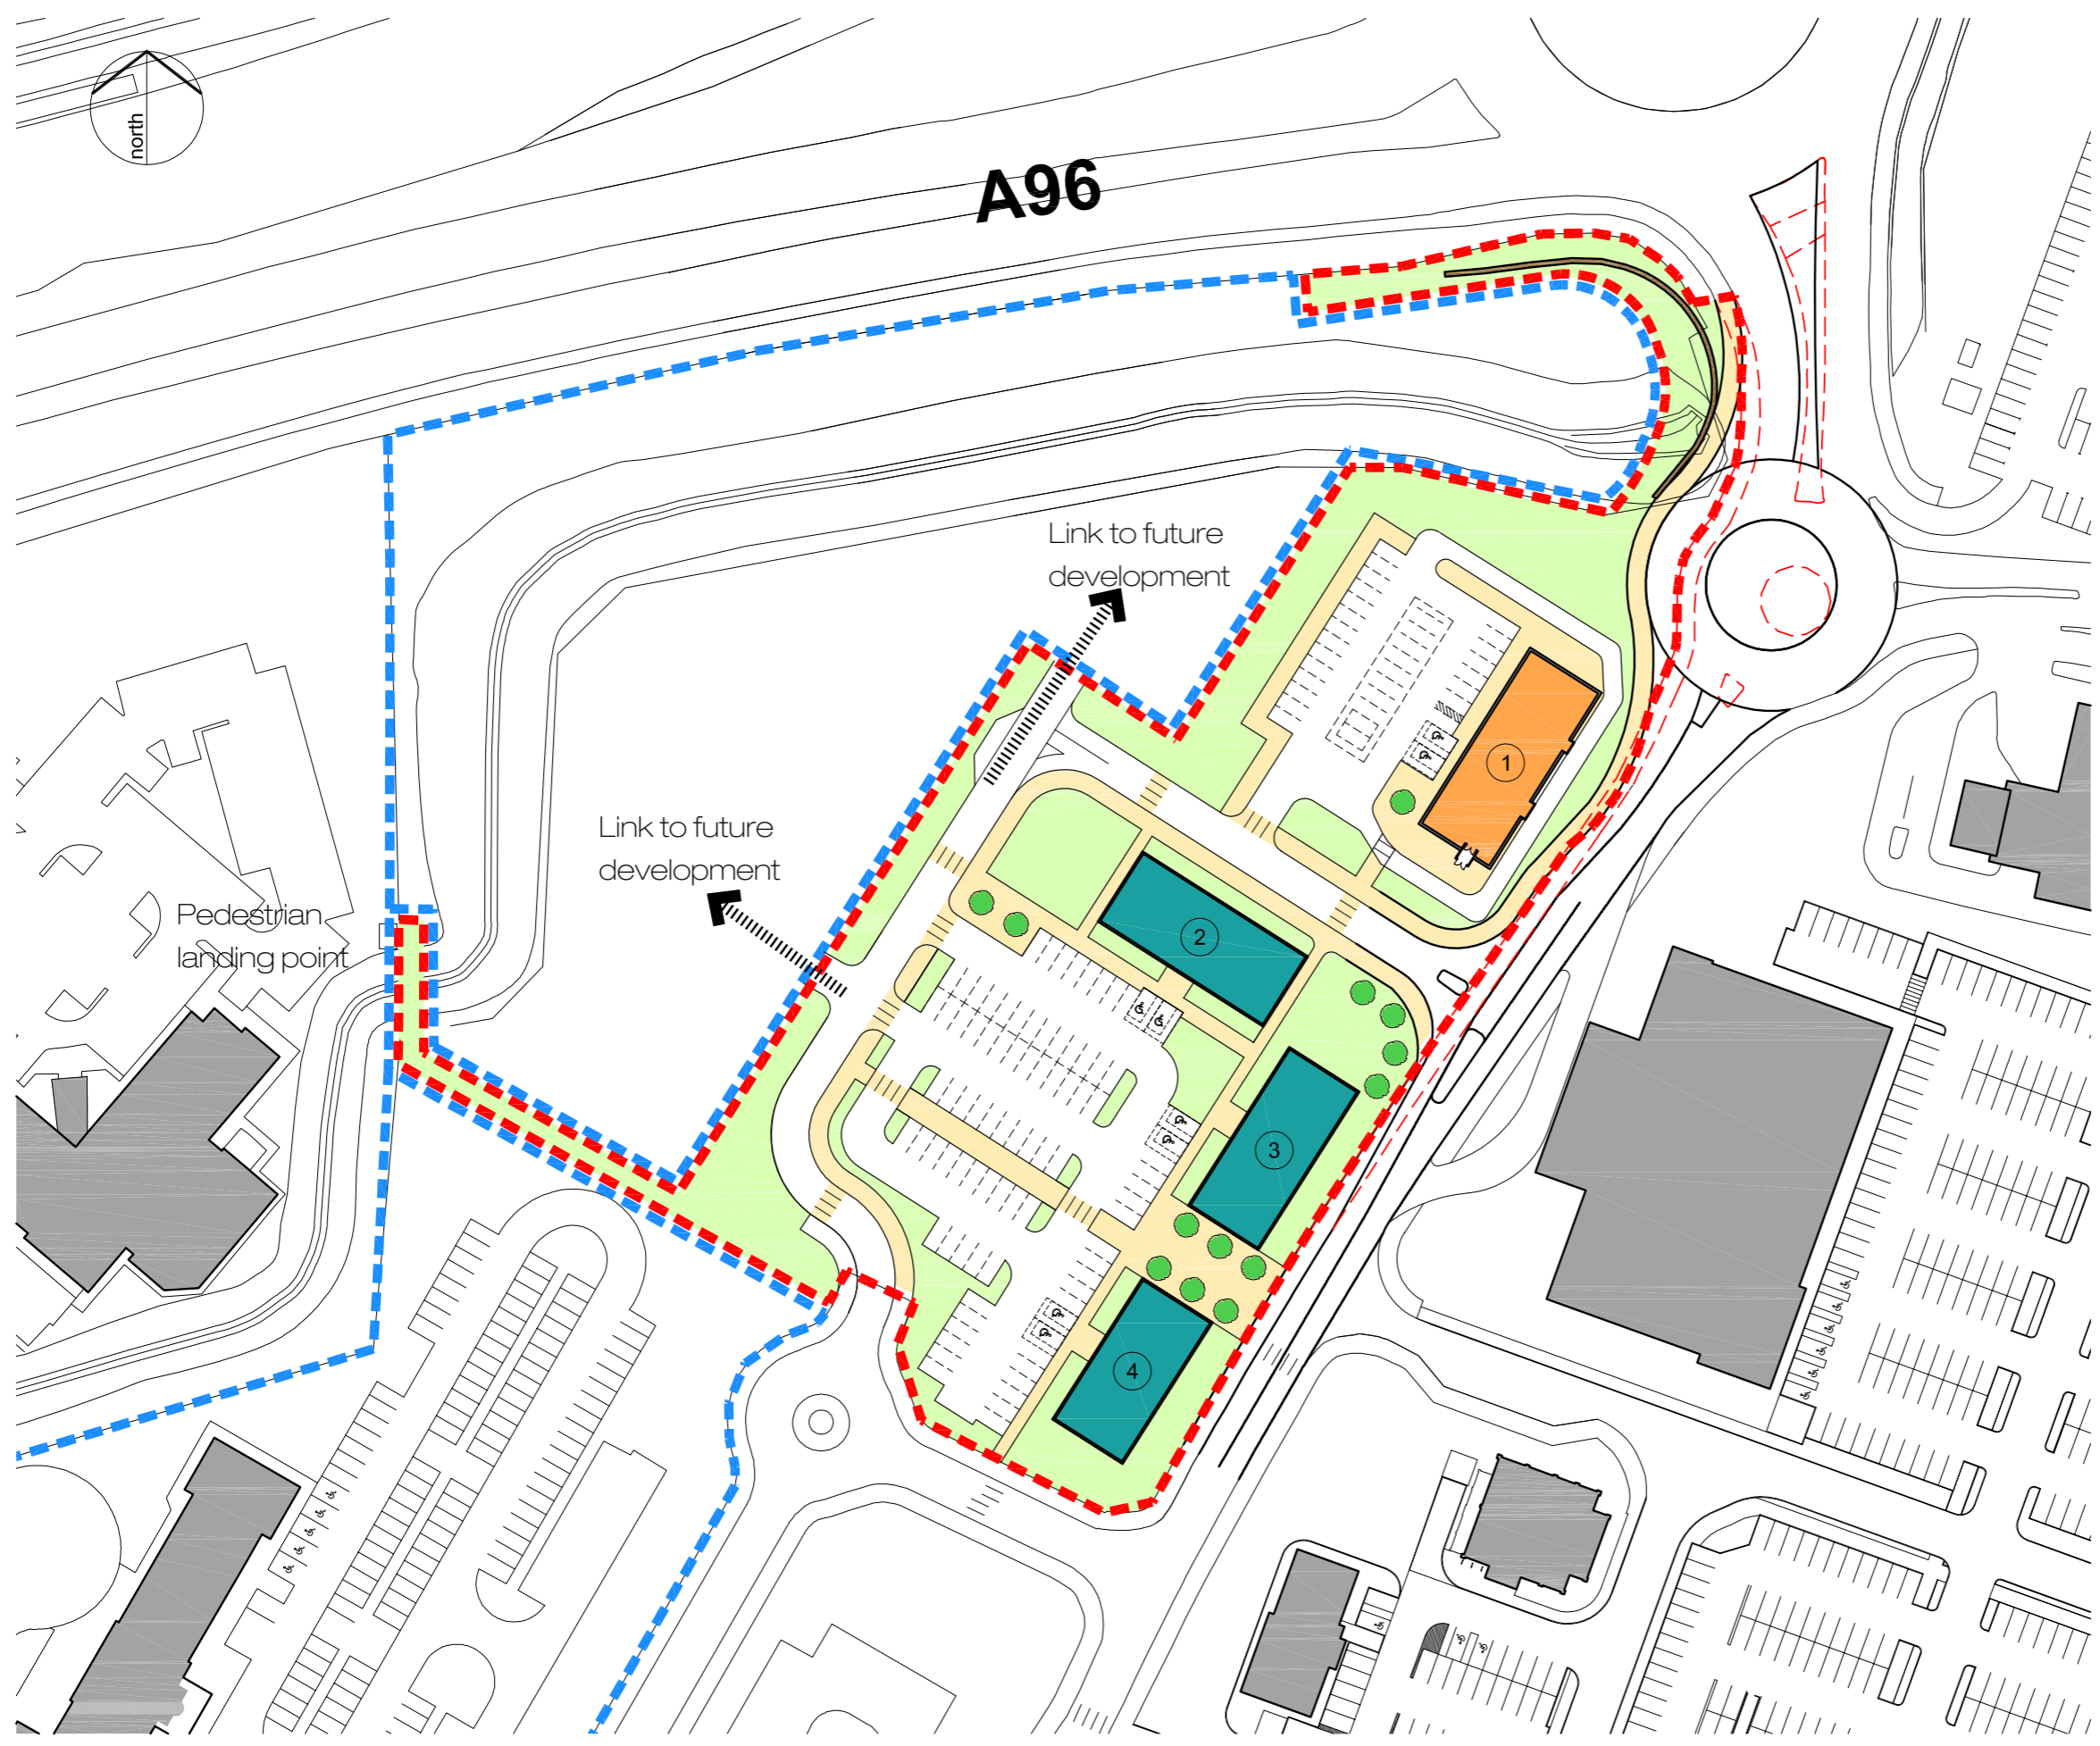 north
A96
Link to future
development
1
Link to future
development
Pedestrian
landing point
2
3
4